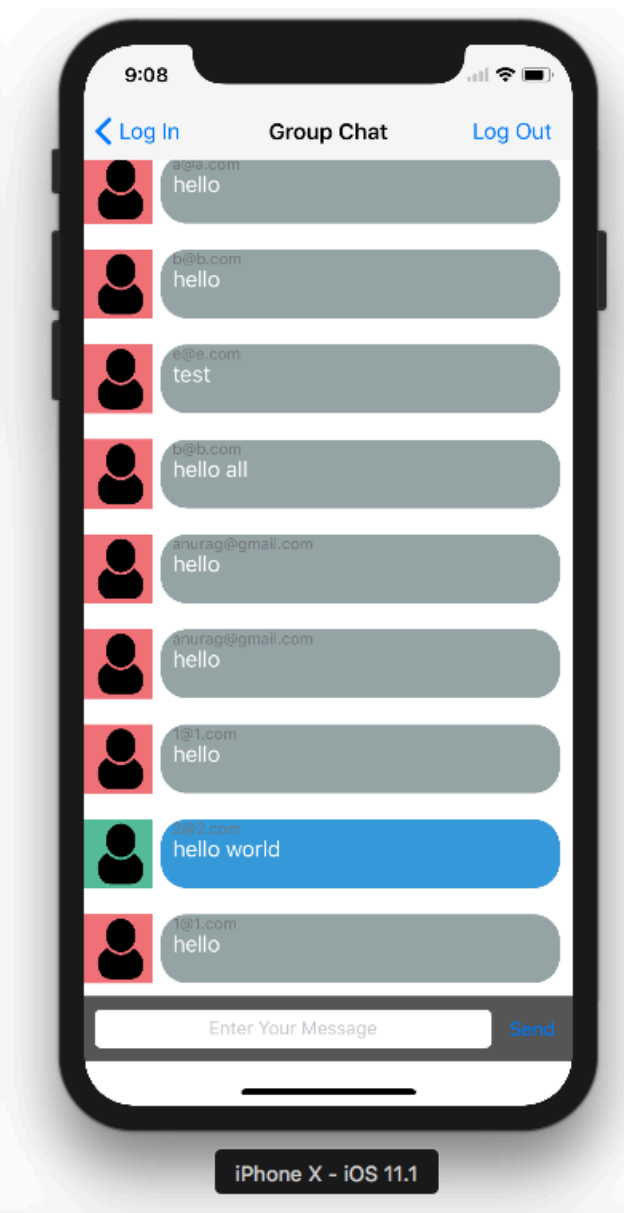 9:08
Log In
Group Chat
Log Out
a@a.com
hello
b@b.com
hello
e@e.com
test
b@b.com
hello all
anurag@gmail.com
hello
anurag@gmail.com
hello
1@1.com
hello
2@2.com
hello world
1@1.com
hello
Enter Your Message
Send
iPhone X - iOS 11.1